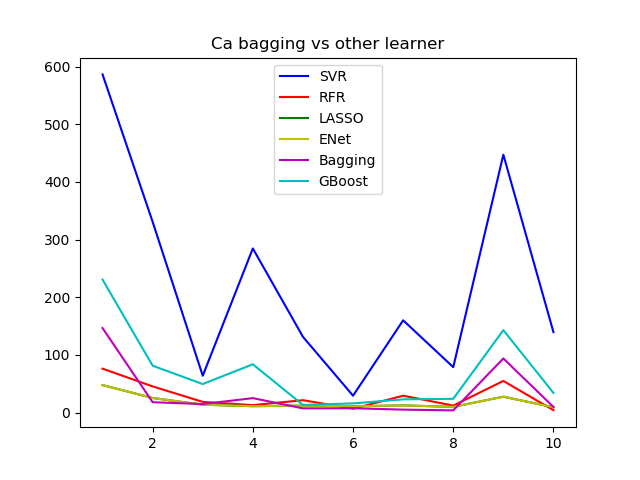 Ca bagging vs other learner
600
500
400
300
200
100
0
SVR
RFR
LASSO
ENet
Bagging
GBoost
2 4 6 8 10